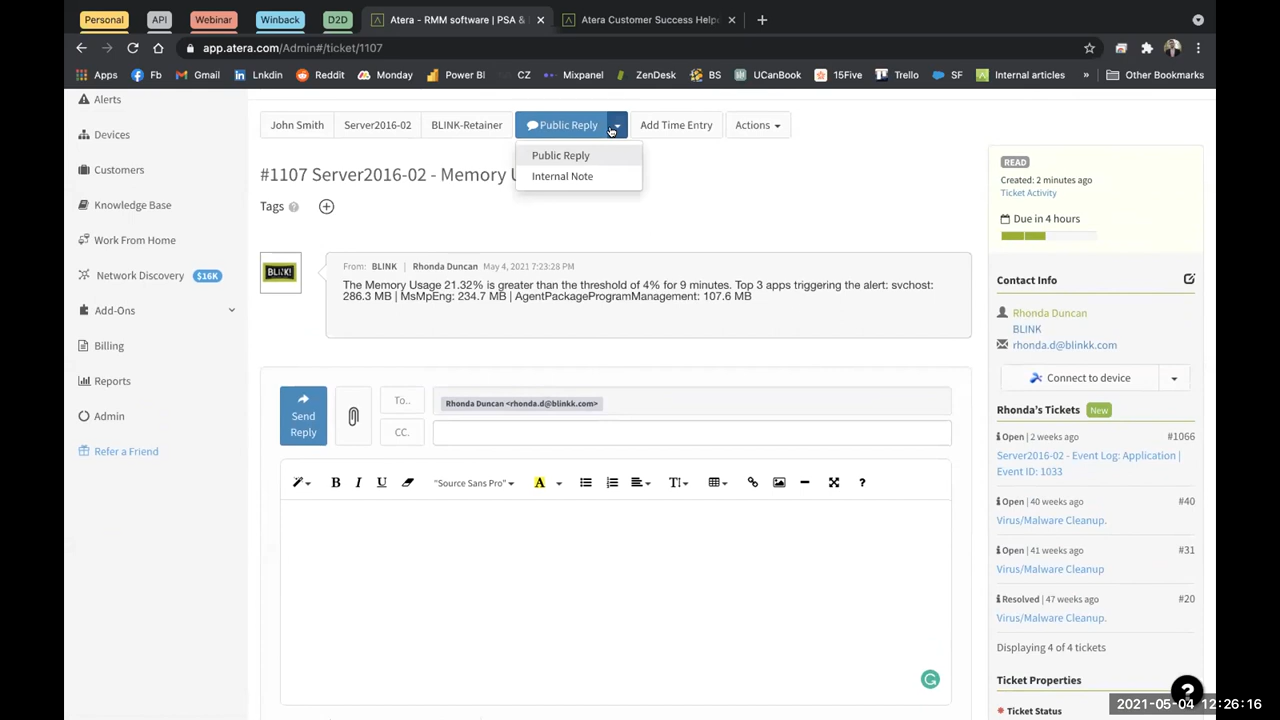 Personal
API
Webinar
Winback
D2D
Atera - RMM software | PSA &
Atera Customer Success Helpe
app.atera.com/Admin#/ticket/1107
Apps
Fb
Gmail
Lnkdin
Reddit
Monday
Power BI
CZ
Mixpanel
ZenDesk
BS
UCalBook
15Five
Trello
SF
Internal articles
»
Other Bookmarks
Alerts
Devices
Customers
Knowledge Base
Work From Home
Network Discovery $16K
Add-Ons
Billing
Reports
Admin
Refer a Friend
John Smith
Server2016-02
BLINK-Retainer
Public Reply
Add Time Entry
Actions
Public Reply
Internal Note
#1107 Server2016-02 - Memory U
Tags
BLINK!
From: BLINK | Rhonda Duncan May 4, 2021 7:23:28 PM
The Memory Usage 21.32% is greater than the threshold of 4% for 9 minutes. Top 3 apps triggering the alert: svchost:
286.3 MB | MsMpEng: 234.7 MB | AgentPackageProgramManagement: 107.6 MB
Send
Reply
To..
Rhonda Duncan <rhonda.d@blinkk.com>
CC.
B I U "Source Sans Pro" A T ?
READ
Created: 2 minutes ago
Ticket Activity
Due in 4 hours
Contact Info
Rhonda Duncan
BLINK
rhonda.d@blinkk.com
Connect to device
Rhonda's Tickets New
Open | 2 weeks ago #1066
Server2016-02 - Event Log: Application |
Event ID: 1033
Open | 40 weeks ago #40
Virus/Malware Cleanup.
Open | 41 weeks ago #31
Virus/Malware Cleanup
Resolved | 47 weeks ago #20
Virus/Malware Cleanup.
Displaying 4 of 4 tickets
Ticket Properties
* Ticket Status
?
2021-05-04 12:26:16